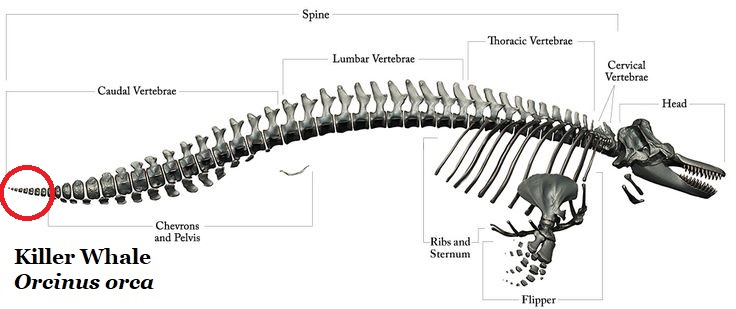 Spine
Thoracic Vertebrae
Lumbar Vertebrae
Cervical
Vertebrae
Caudal Vertebrae
Head
Chevrons
and Pelvis
Ribs and
Sternum
Flipper
Killer Whale
Orcinus orca